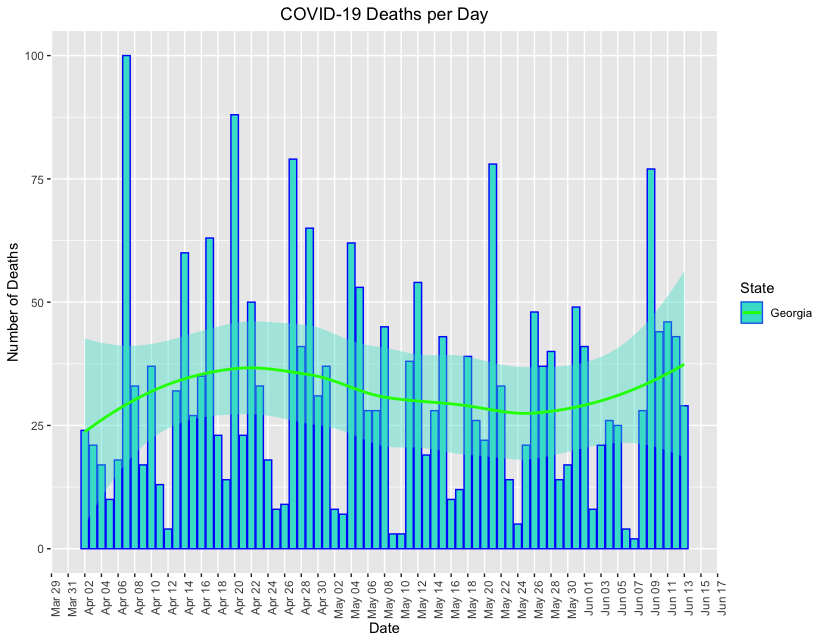 COVID-19 Deaths per Day
Number of Deaths
100
75
50
25
0
Mar 29
Mar 31
Apr 02
Apr 04
Apr 06
Apr 08
Apr 10
Apr 12
Apr 14
Apr 16
Apr 18
Apr 20
Apr 22
Apr 24
Apr 26
Apr 28
Apr 30
May 02
May 04
May 06
May 08
May 10
May 12
May 14
May 16
May 18
May 20
May 22
May 24
May 26
May 28
May 30
Jun 01
Jun 03
Jun 05
Jun 07
Jun 09
Jun 11
Jun 13
Jun 15
Jun 17
Date
State
Georgia